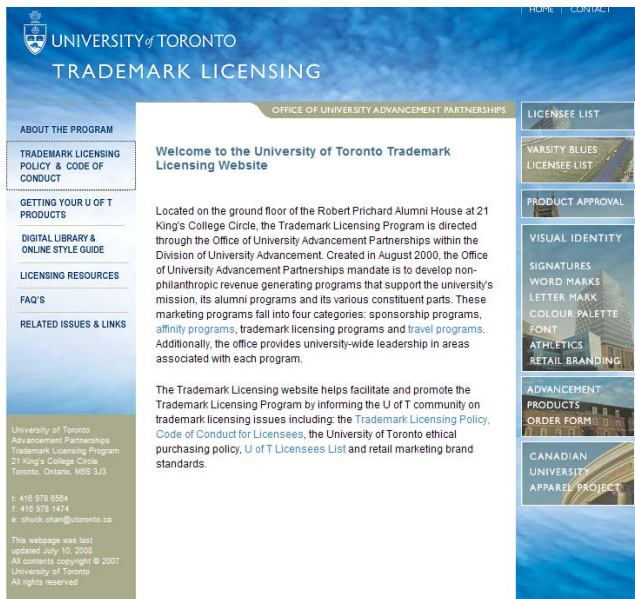 HOME | CONTACT
UNIVERSITY of TORONTO
TRADEMARK LICENSING
OFFICE OF UNIVERSITY ADVANCEMENT PARTNERSHIPS
ABOUT THE PROGRAM
TRADEMARK LICENSING
POLICY & CODE OF
CONDUCT
GETTING YOUR U OF T
PRODUCTS
DIGITAL LIBRARY &
ONLINE STYLE GUIDE
LICENSING RESOURCES
FAQ'S
RELATED ISSUES & LINKS
University of Toronto
Advancement Partnerships
Trademark Licensing Program
21 King's College Circle
Toronto, Ontario, M5S 3J3
t: 416 978 6564
f: 416 978 1474
e: chuck.chan@utoronto.ca
This webpage was last
updated July 10, 2008
All contents copyright © 2007
University of Toronto
All rights reserved
Welcome to the University of Toronto Trademark
Licensing Website
Located on the ground floor of the Robert Prichard Alumni House at 21
King's College Circle, the Trademark Licensing Program is directed
through the Office of University Advancement Partnerships within the
Division of University Advancement. Created in August 2000, the Office
of University Advancement Partnerships mandate is to develop non-
philanthropic revenue generating programs that support the university's
mission, its alumni programs and its various constituent parts. These
marketing programs fall into four categories: sponsorship programs,
affinity programs, trademark licensing programs and travel programs.
Additionally, the office provides university-wide leadership in areas
associated with each program.
The Trademark Licensing website helps facilitate and promote the
Trademark Licensing Program by informing the U of T community on
trademark licensing issues including: the Trademark Licensing Policy,
Code of Conduct for Licensees, the University of Toronto ethical
purchasing policy, U of T Licensees List and retail marketing brand
standards.
LICENSEE LIST
VARSITY BLUES
LICENSEE LIST
PRODUCT APPROVAL
VISUAL IDENTITY
SIGNATURES
WORD MARKS
LETTER MARK
COLOUR PALETTE
FONT
ATHLETICS
RETAIL BRANDING
ADVANCEMENT
PRODUCTS
ORDER FORM
CANADIAN
UNIVERSITY
APPAREL PROJECT